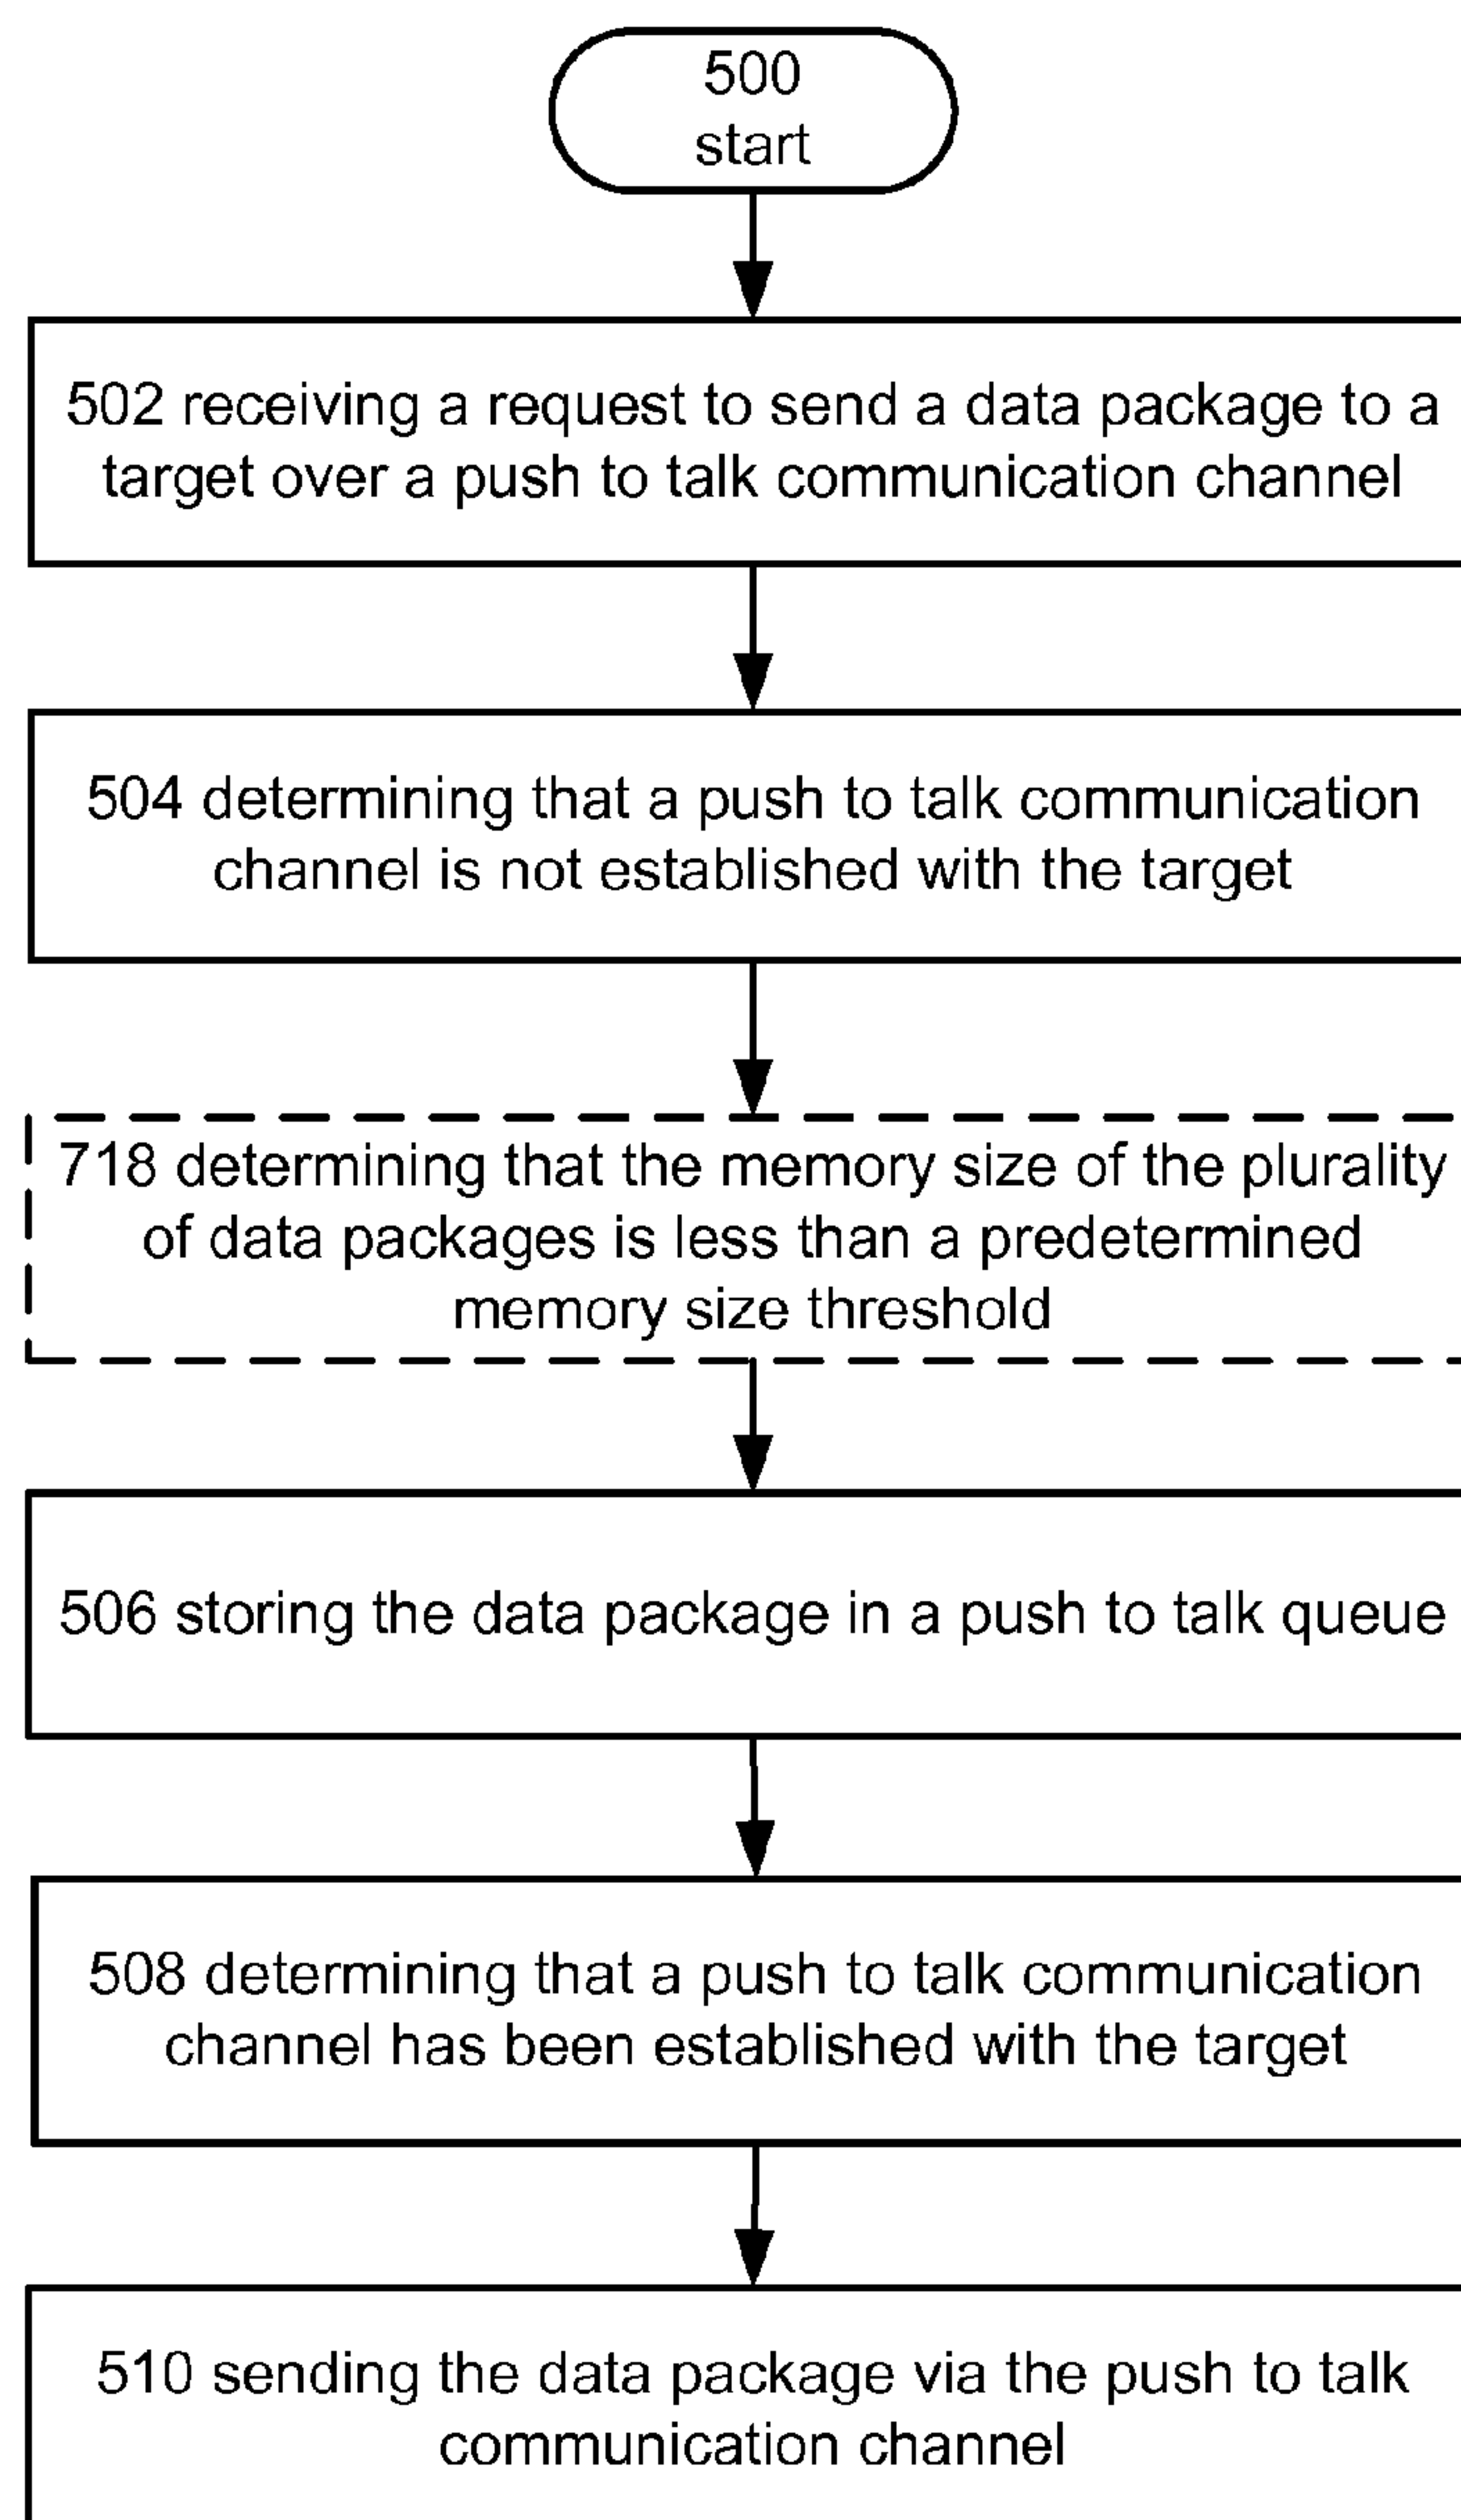 500
start
502 receiving a request to send a data package to a
target over a push to talk communication channel
504 determining that a push to talk communication
channel is not established with the target
718 determining that the memory size of the plurality
of data packages is less than a predetermined
memory size threshold
506 storing the data package in a push to talk queue
508 determining that a push to talk communication
channel has been established with the target
510 sending the data package via the push to talk
communication channel